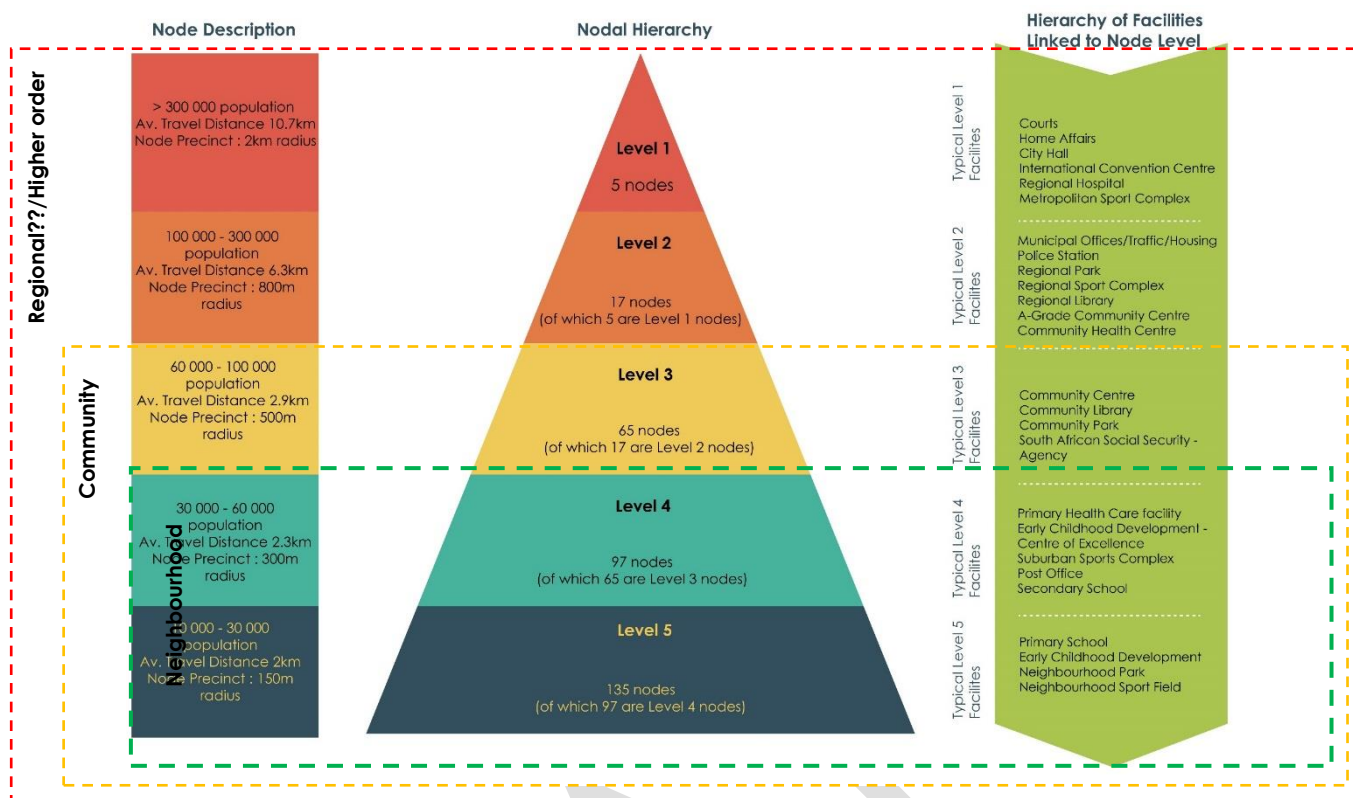 Node Description
Nodal Hierarchy
Hierarchy of Facilities
Linked to Node Level
Regional??/Higher order
Community
Neighbourhood
> 300 000 population
Av. Travel Distance 10.7km
Node Precinct : 2km radius
Level 1
5 nodes
Typical Level 1
Facilites
Courts
Home Affairs
City Hall
International Convention Centre
Regional Hospital
Metropolitan Sport Complex
100 000 - 300 000
population
Av. Travel Distance 6.3km
Node Precinct : 800m
radius
Level 2
17 nodes
(of which 5 are Level 1 nodes)
Typical Level 2
Facilites
Municipal Offices/Traffic/Housing
Police Station
Regional Park
Regional Sport Complex
Regional Library
A-Grade Community Centre
Community Health Centre
60 000 - 100 000
population
Av. Travel Distance 2.9km
Node Precinct : 500m
radius
Level 3
65 nodes
(of which 17 are Level 2 nodes)
Typical Level 3
Facilites
Community Centre
Community Library
Community Park
South African Social Security -
Agency
30 000 - 60 000
population
Av. Travel Distance 2.3km
Node Precinct : 300m
radius
Level 4
97 nodes
(of which 65 are Level 3 nodes)
Typical Level 4
Facilites
Primary Health Care facility
Early Childhood Development -
Centre of Excellence
Suburban Sports Complex
Post Office
Secondary School
000 - 30 000
population
Av. Travel Distance 2km
Node Precinct : 150m
radius
Level 5
135 nodes
(of which 97 are Level 4 nodes)
Typical Level 5
Facilites
Primary School
Early Childhood Development
Neighbourhood Park
Neighbourhood Sport Field